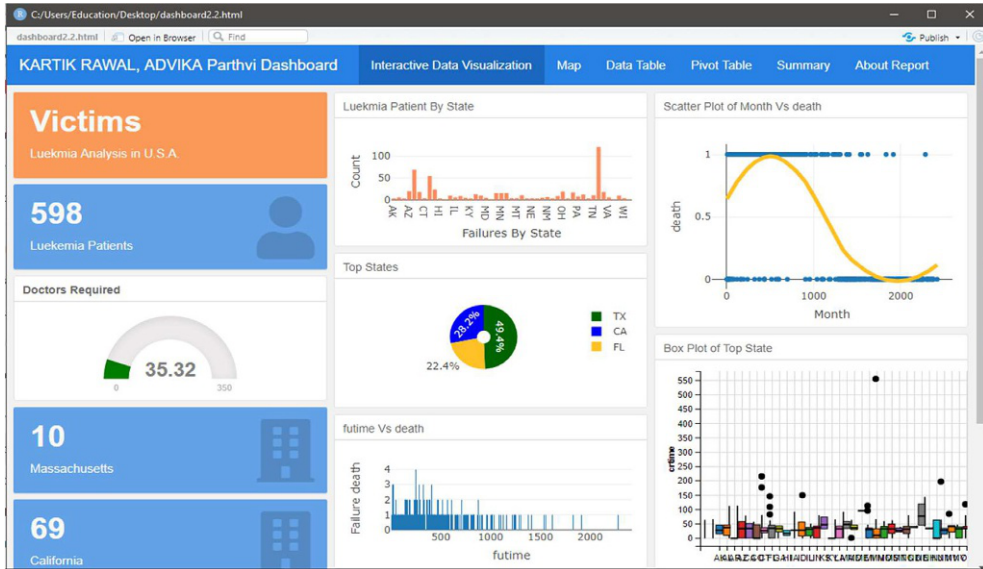 C:/Users/Education/Desktop/dashboard2.2.html
dashboard2.2.html Open in Browser Find Publish
KARTIK RAWAL, ADVIKA Parthvi Dashboard Interactive Data Visualization Map Data Table Pivot Table Summary About Report
Victims
Luekmia Analysis in U.S.A.
598
Luekemia Patients
Doctors Required
35.32
0 350
10
Massachusetts
69
California
Luekmia Patient By State
Count
100
50
0
AK AZ CT HI IL KY MD MN MT NE NM OH PA TN VA WI
Failures By State
Top States
49.4%
28.2%
22.4%
TX
CA
FL
futime Vs death
Failure death
4
3
2
1
0
500 1000 1500 2000
futime
Scatter Plot of Month Vs death
death
1
0.5
0
0 1000 2000
Month
Box Plot of Top State
crtime
550
500
450
400
350
300
250
200
150
100
50
0